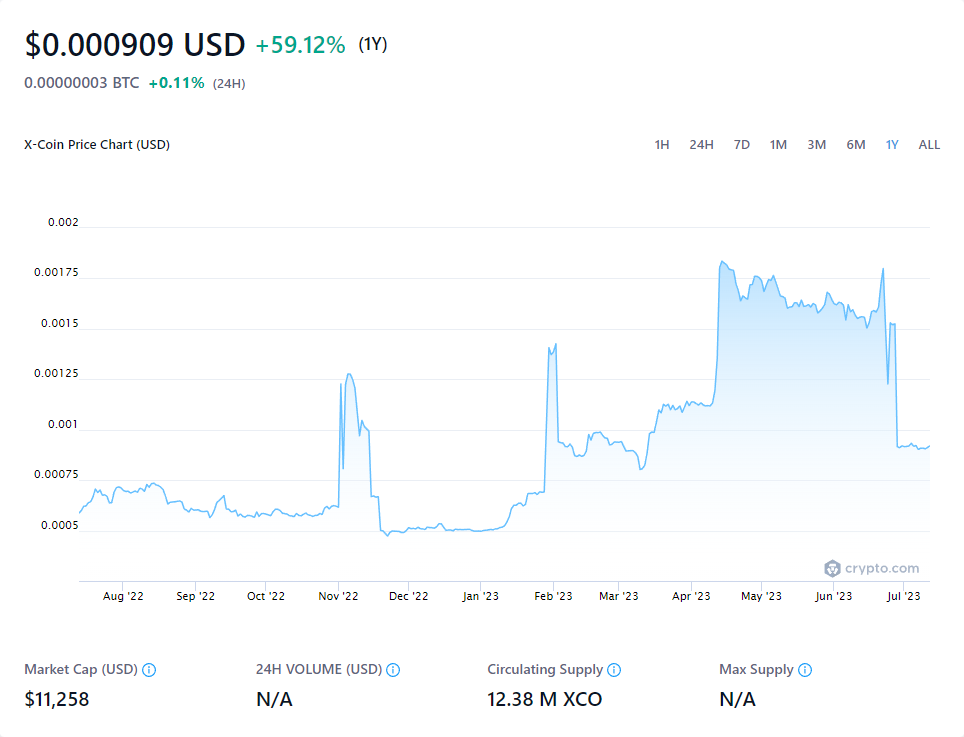 $0.000909 USD +59.12% (1Y)
0.00000003 BTC +0.11% (24H)
X-Coin Price Chart (USD) 1H 24H 7D 1M 3M 6M 1Y ALL
0.002
0.00175
0.0015
0.00125
0.001
0.00075
0.0005
crypto.com
Aug '22 Sep '22 Oct '22 Nov '22 Dec '22 Jan '23 Feb '23 Mar '23 Apr '23 May '23 Jun '23 Jul '23
Market Cap (USD) 24H VOLUME (USD) Circulating Supply Max Supply
$11,258 N/A 12.38 M XCO N/A